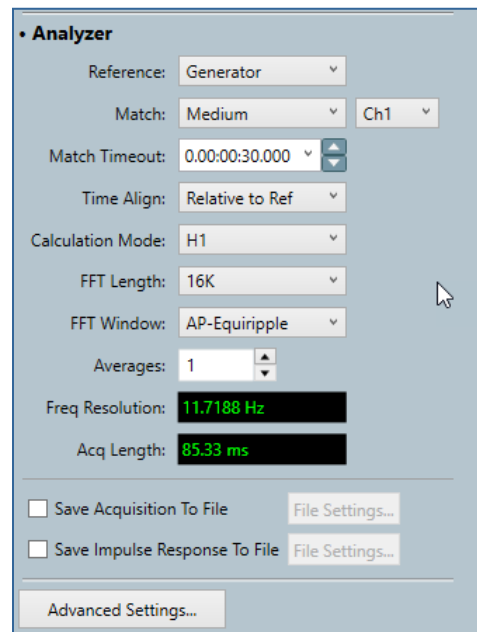 • Analyzer
Reference: Generator
Match: Medium Ch1
Match Timeout: 0.00:00:30.000
Time Align: Relative to Ref
Calculation Mode: H1
FFT Length: 16K
FFT Window: AP-Equiripple
Averages: 1
Freq Resolution: 11.7188 Hz
Acq Length: 85.33 ms
Save Acquisition To File File Settings...
Save Impulse Response To File File Settings...
Advanced Settings...